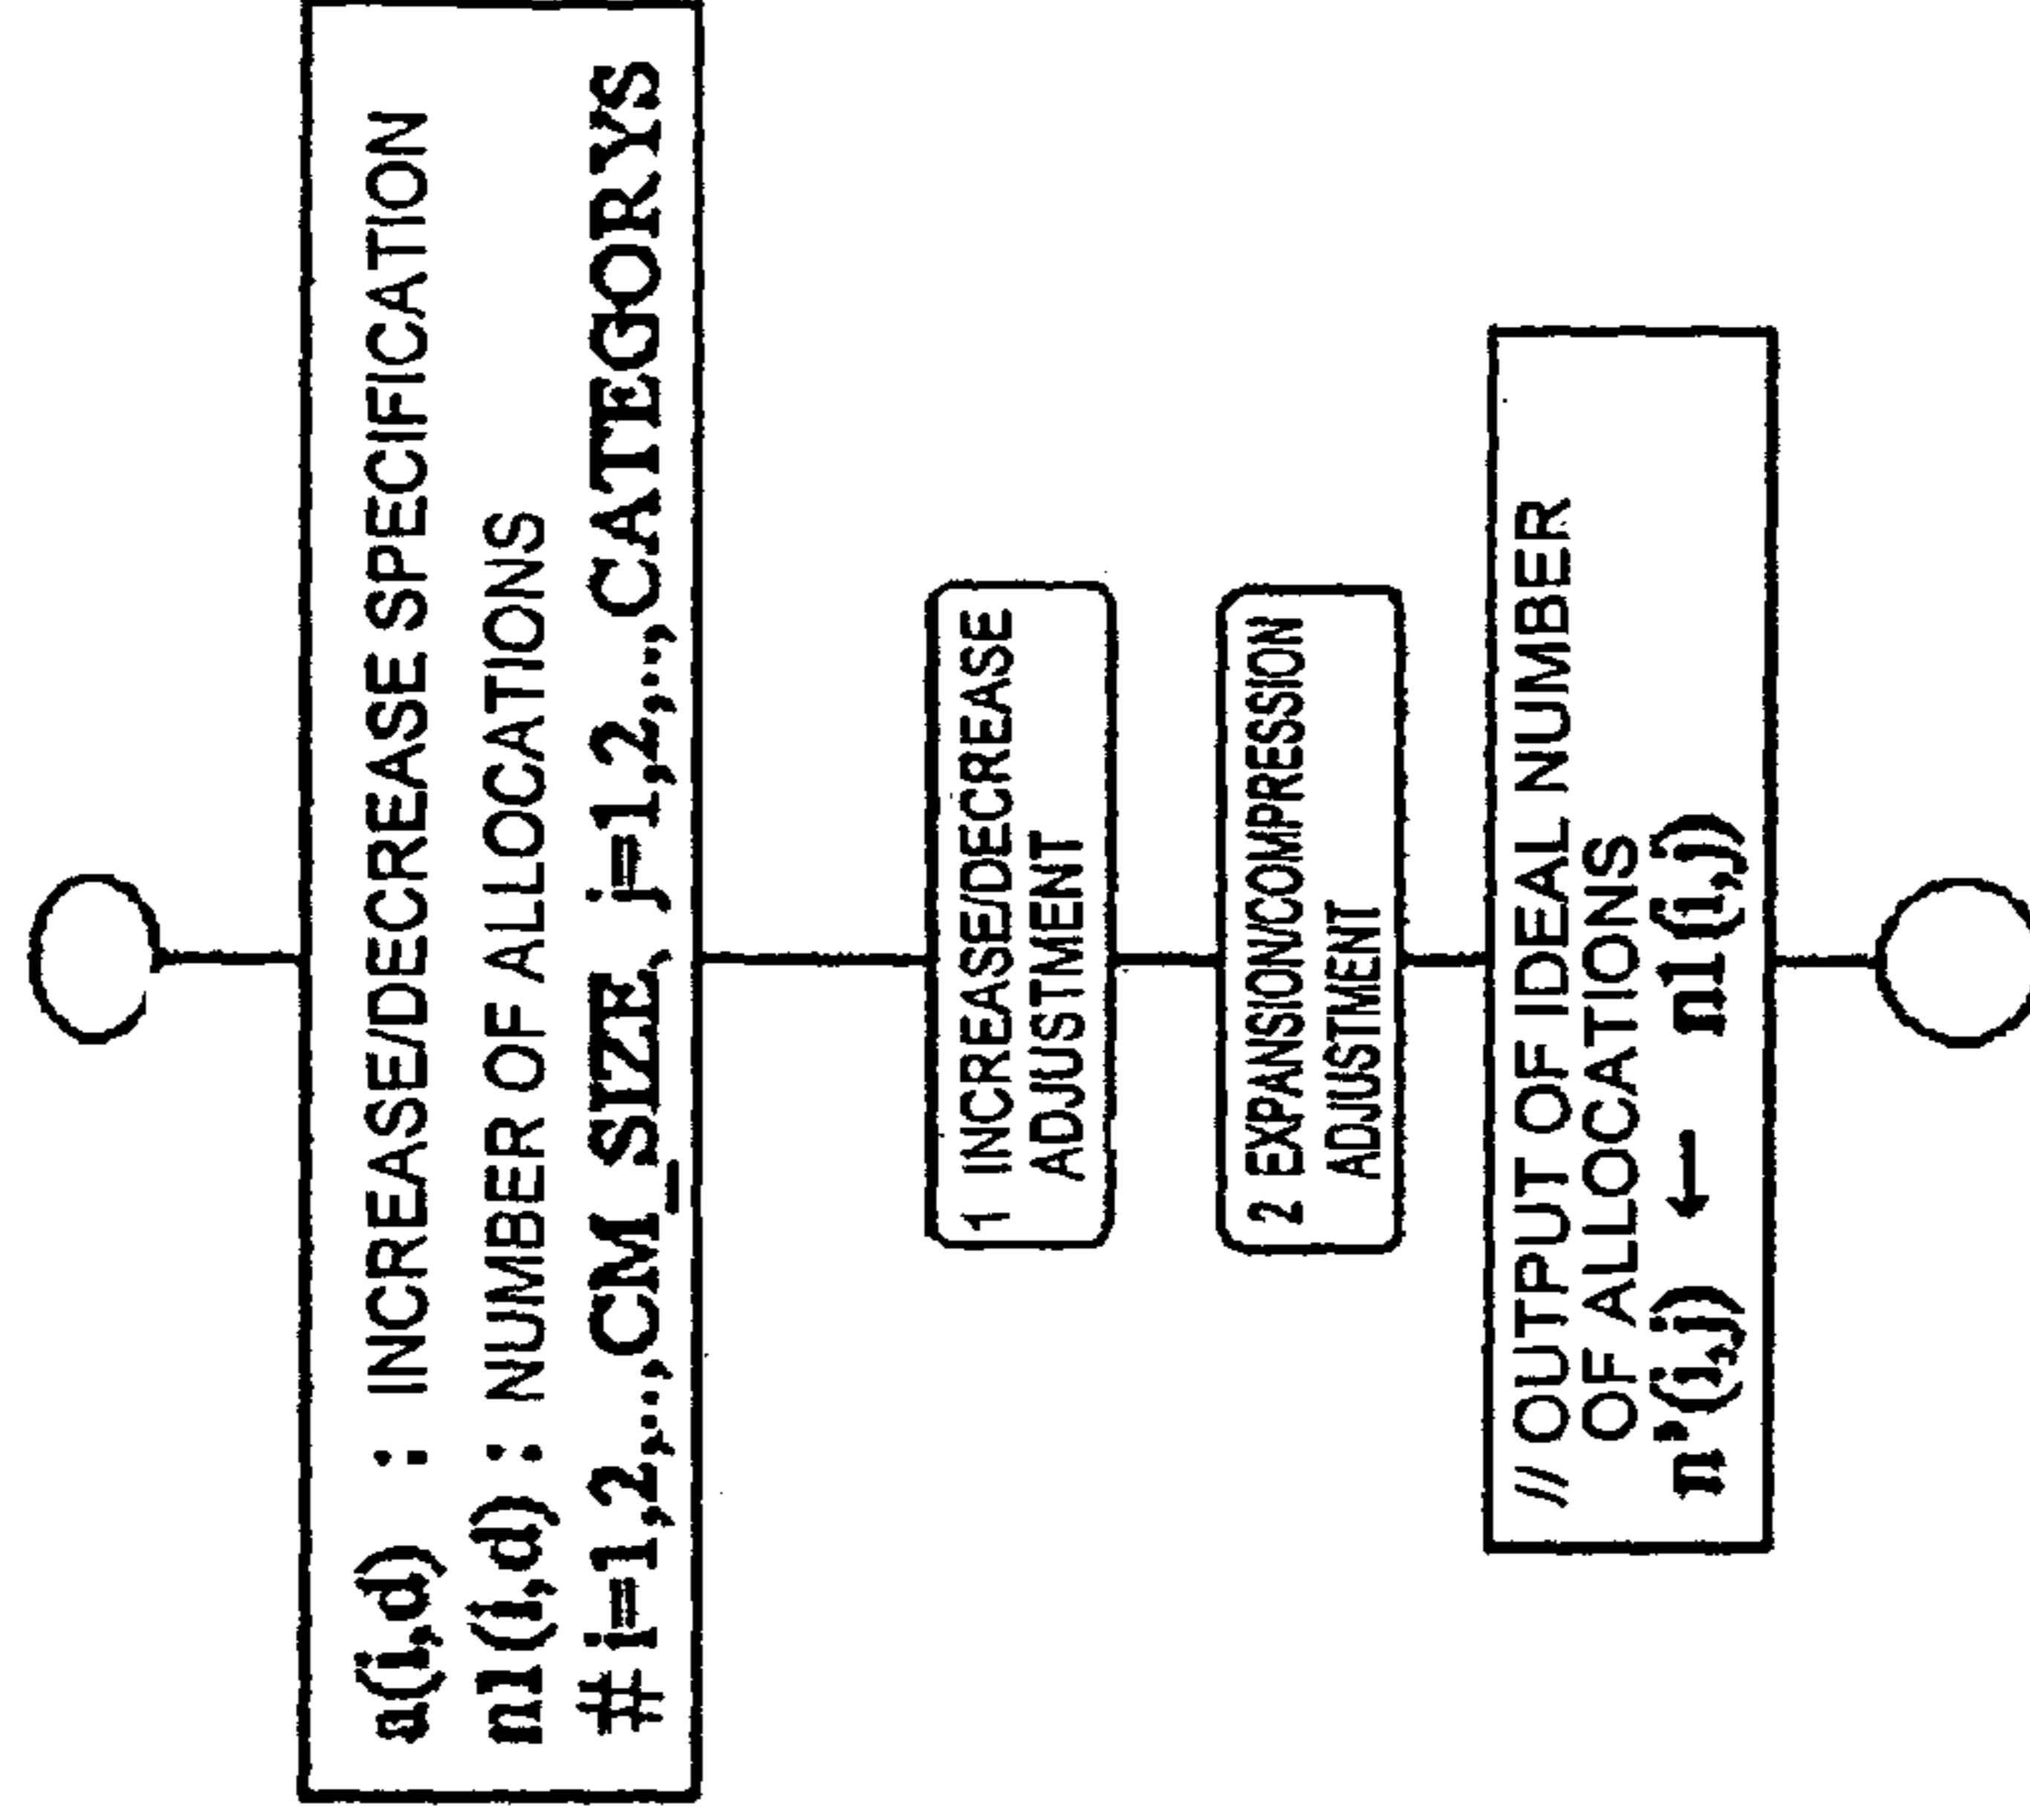 a(i,d) : INCREASE/DECREASE SPECIFICATION
n1(i,d) : NUMBER OF ALLOCATIONS
#i=1,2,..., CM_SIZE, j=1,2,..., CATEGORYS
1 INCREASE/DECREASE
ADJUSTMENT
2 EXPANSION/COMPRESSION
ADJUSTMENT
// OUTPUT OF IDEAL NUMBER
OF ALLOCATIONS
n'(i,j) ← n1(i,j)